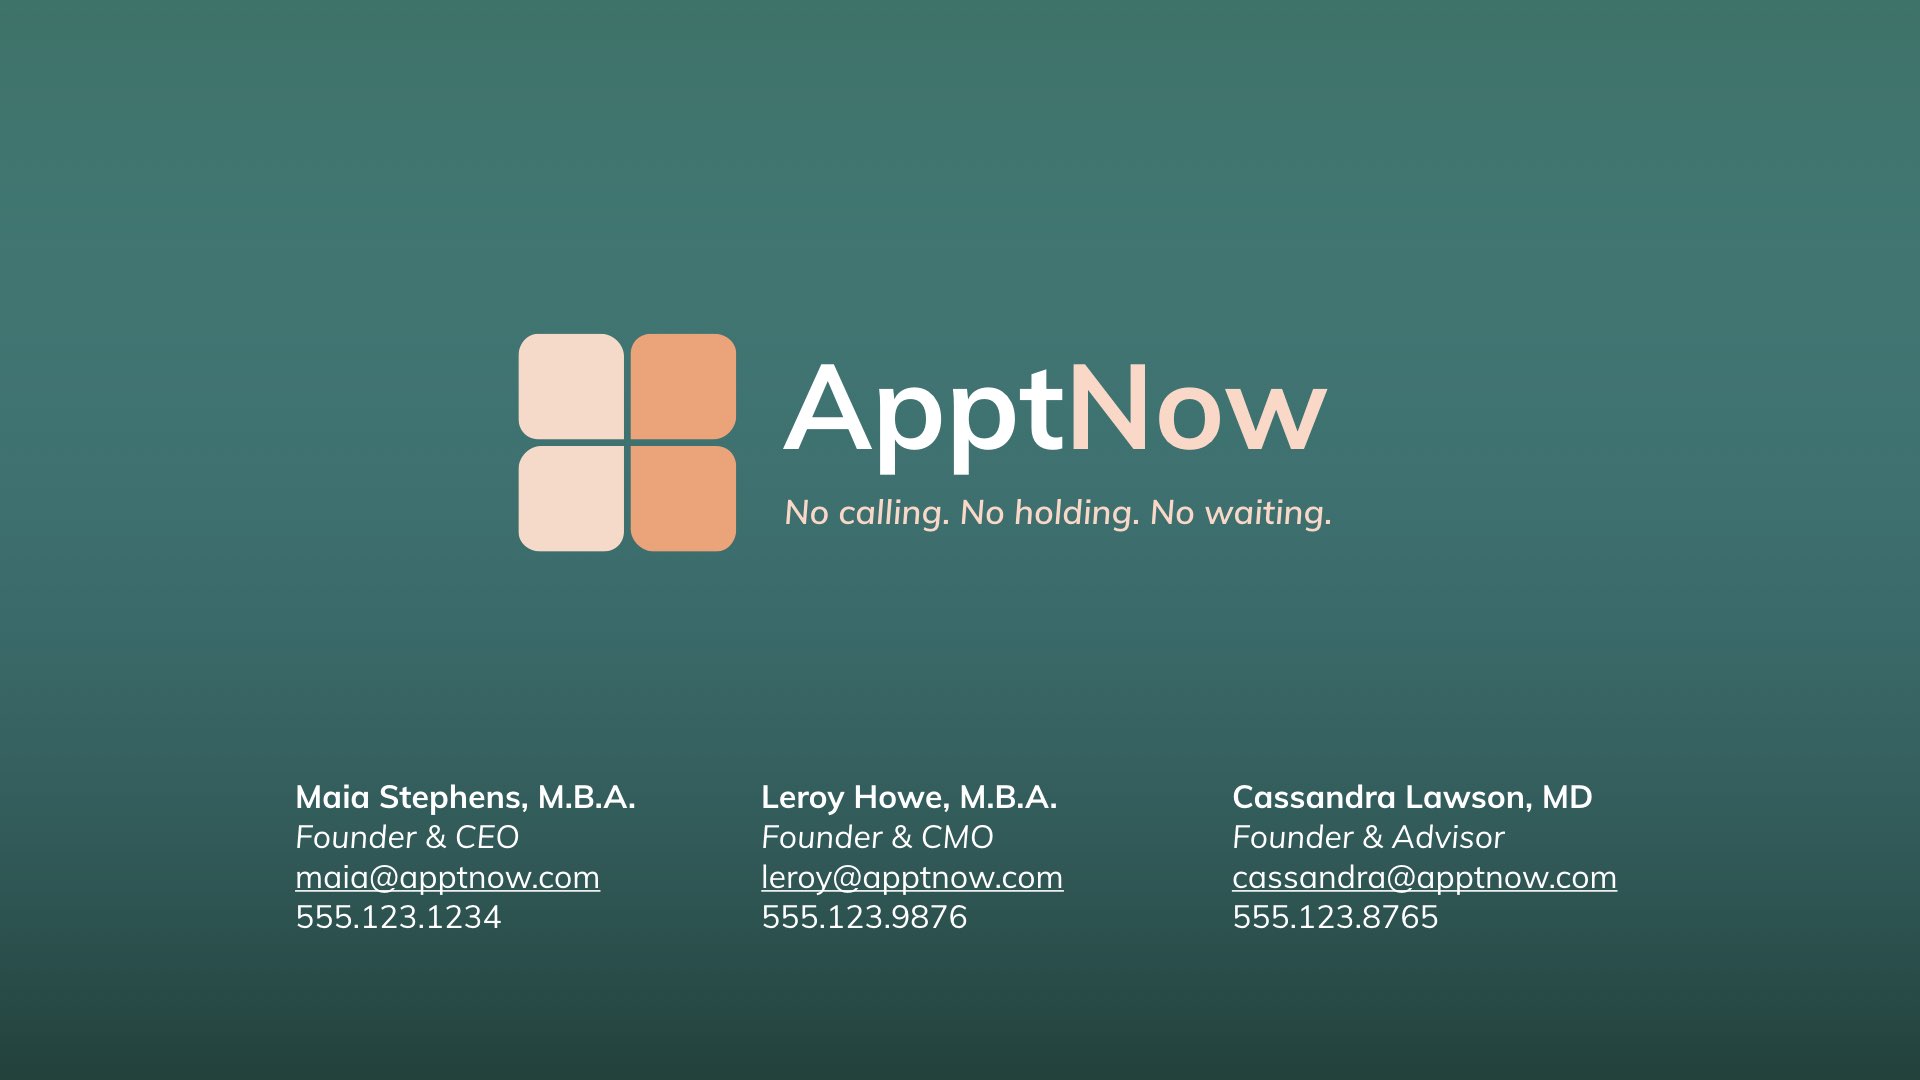 ApptNow
No calling. No holding. No waiting.
Maia Stephens, M.B.A.
Founder & CEO
maia@apptnow.com
555.123.1234
Leroy Howe, M.B.A.
Founder & CMO
leroy@apptnow.com
555.123.9876
Cassandra Lawson, MD
Founder & Advisor
cassandra@apptnow.com
555.123.8765